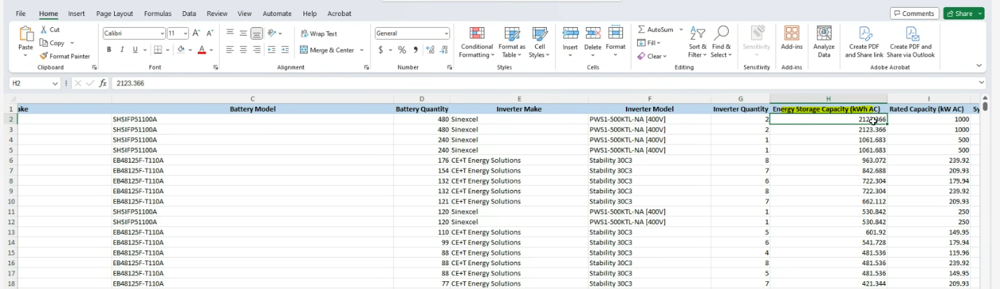 File Home Insert Page Layout Formulas Data Review View Automate Help Acrobat Comments Share
Paste Cut Copy Format Painter Clipboard
Calibri 11 A A B I U A Font
Wrap Text Merge & Center Alignment
General $ % Number
Conditional Formatting Format as Table Cell Styles Styles
Insert Delete Format Cells
AutoSum Fill Clear Sort & Filter Find & Select Editing
Sensitivity Sensitivity
Add-ins Add-ins
Analyze Data
Create PDF and Share link Create PDF and Share via Outlook Adobe Acrobat
H2 fx 2123.366
C D E F G H I
1 ake Battery Model Battery Quantity Inverter Make Inverter Model Inverter Quantity Energy Storage Capacity (kWh AC) Rated Capacity (kW AC) Sy
2 SHSIFP51100A 480 Sinexcel PWS1-500KTL-NA [400V] 2 2123.366 1000
3 SHSIFP51100A 480 Sinexcel PWS1-500KTL-NA [400V] 2 2123.366 1000
4 SHSIFP51100A 240 Sinexcel PWS1-500KTL-NA [400V] 1 1061.683 500
5 SHSIFP51100A 240 Sinexcel PWS1-500KTL-NA [400V] 1 1061.683 500
6 EB48125F-T110A 176 CE+T Energy Solutions Stability 30C3 8 963.072 239.92
7 EB48125F-T110A 154 CE+T Energy Solutions Stability 30C3 7 842.688 209.93
8 EB48125F-T110A 132 CE+T Energy Solutions Stability 30C3 6 722.304 179.94
9 EB48125F-T110A 132 CE+T Energy Solutions Stability 30C3 8 722.304 239.92
10 EB48125F-T110A 121 CE+T Energy Solutions Stability 30C3 7 662.112 209.93
11 SHSIFP51100A 120 Sinexcel PWS1-500KTL-NA [400V] 1 530.842 250
12 SHSIFP51100A 120 Sinexcel PWS1-500KTL-NA [400V] 1 530.842 250
13 EB48125F-T110A 110 CE+T Energy Solutions Stability 30C3 5 601.92 149.95
14 EB48125F-T110A 99 CE+T Energy Solutions Stability 30C3 6 541.728 179.94
15 EB48125F-T110A 88 CE+T Energy Solutions Stability 30C3 4 481.536 119.96
16 EB48125F-T110A 88 CE+T Energy Solutions Stability 30C3 8 481.536 239.92
17 EB48125F-T110A 88 CE+T Energy Solutions Stability 30C3 5 481.536 149.95
18 EB48125F-T110A 77 CE+T Energy Solutions Stability 30C3 7 421.344 209.93